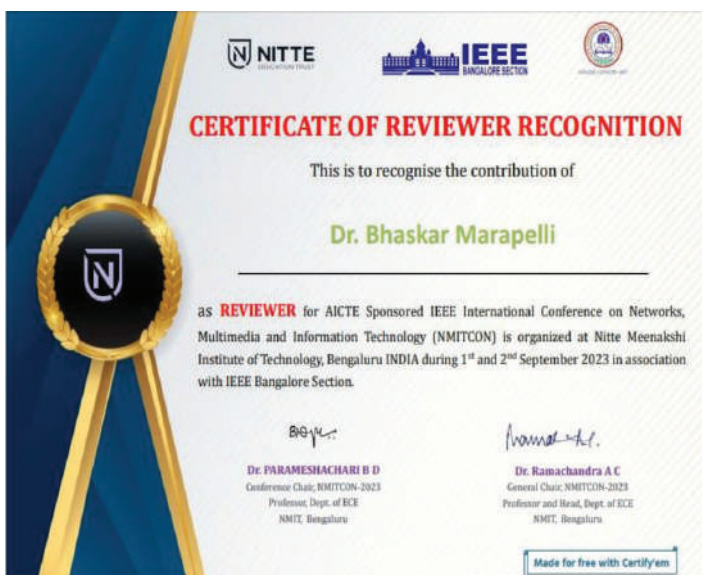 NITTE
EDUCATION TRUST
IEEE
BANGALORE SECTION
CERTIFICATE OF REVIEWER RECOGNITION
This is to recognise the contribution of
Dr. Bhaskar Marapelli
as REVIEWER for AICTE Sponsored IEEE International Conference on Networks,
Multimedia and Information Technology (NMITCON) is organized at Nitte Meenakshi
Institute of Technology, Bengaluru INDIA during 1st and 2nd September 2023 in association
with IEEE Bangalore Section.
Dr. PARAMESHACHARI B D
Conference Chair, NMITCON-2023
Professor, Dept. of ECE
NMIT, Bengaluru
Dr. Ramachandra A C
General Chair, NMITCON-2023
Professor and Head, Dept. of ECE
NMIT, Bengaluru
Made for free with Certify'em